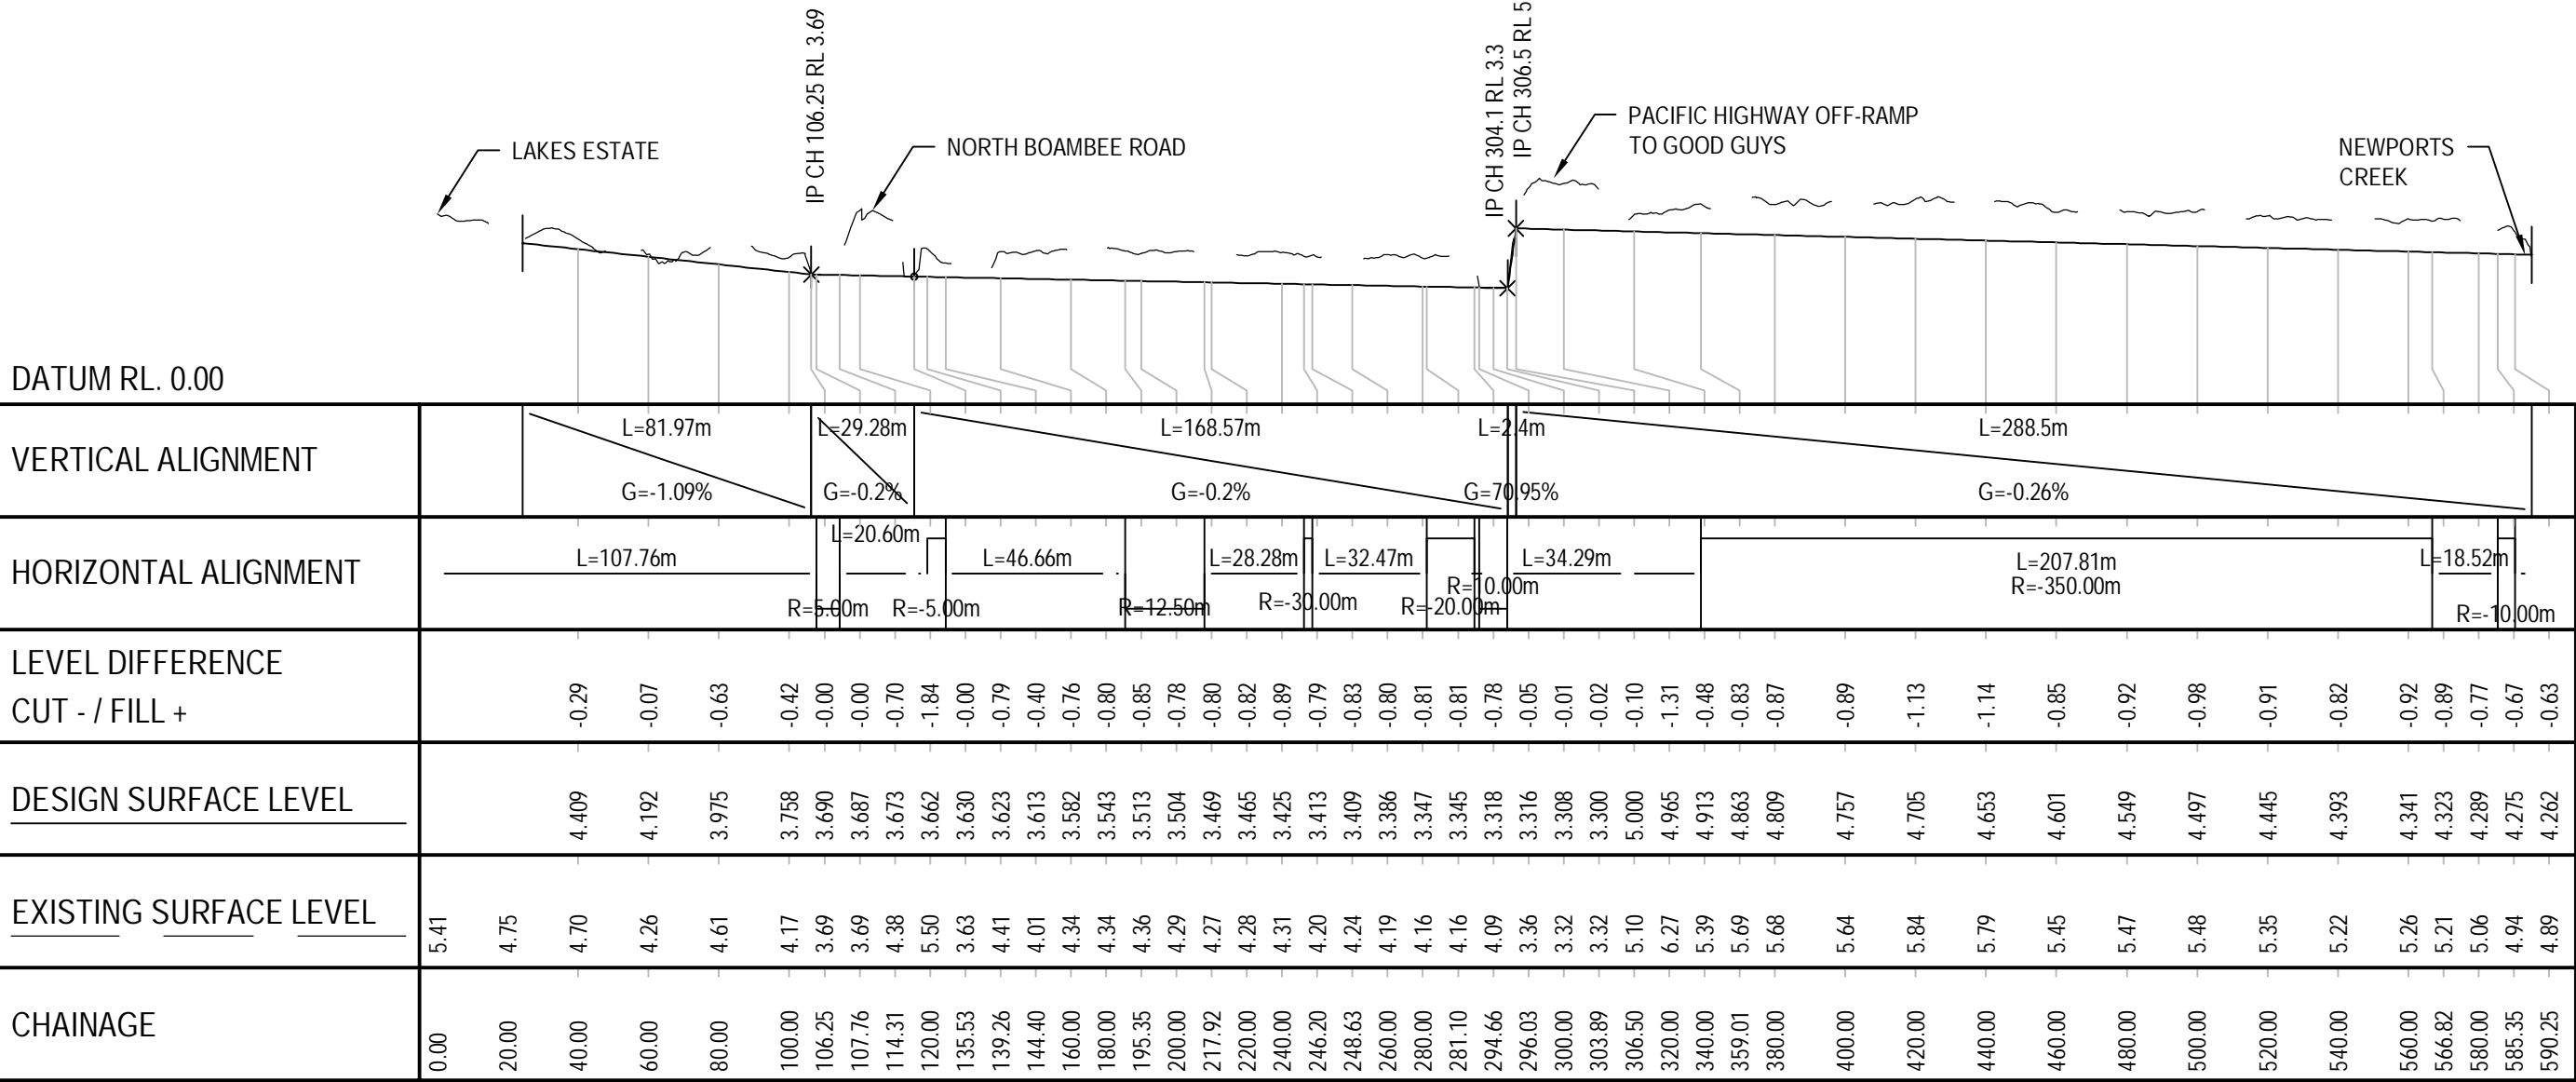 IP CH 106.25 RL 3.69
IP CH 304.1 RL 3.3
IP CH 306.5 RL 5
LAKES ESTATE
NORTH BOAMBEE ROAD
PACIFIC HIGHWAY OFF-RAMP
TO GOOD GUYS
NEWPORTS
CREEK
DATUM RL. 0.00
VERTICAL ALIGNMENT
L=81.97m L=29.28m L=168.57m L=2.4m L=288.5m
G=-1.09% G=-0.2% G=-0.2% G=70.95% G=-0.26%
HORIZONTAL ALIGNMENT
L=107.76m L=20.60m L=46.66m L=28.28m L=32.47m L=34.29m L=207.81m L=18.52m
R=5.00m R=-5.00m R=12.50m R=-30.00m R=-20.00m R=10.00m R=-350.00m R=-10.00m
LEVEL DIFFERENCE
CUT - / FILL +
-0.29 -0.07 -0.63 -0.42 -0.00 -0.00 -0.70 -1.84 -0.00 -0.79 -0.40 -0.76 -0.80 -0.85 -0.78 -0.80 -0.82 -0.89 -0.79 -0.83 -0.80 -0.81 -0.81 -0.78 -0.05 -0.01 -0.02 -0.10 -1.31 -0.48 -0.83 -0.87 -0.89 -1.13 -1.14 -0.85 -0.92 -0.98 -0.91 -0.82 -0.92 -0.89 -0.77 -0.67 -0.63
DESIGN SURFACE LEVEL
4.409 4.192 3.975 3.758 3.690 3.687 3.673 3.662 3.630 3.623 3.613 3.582 3.543 3.513 3.504 3.469 3.465 3.425 3.413 3.409 3.386 3.347 3.345 3.318 3.316 3.308 3.300 5.000 4.965 4.913 4.863 4.809 4.757 4.705 4.653 4.601 4.549 4.497 4.445 4.393 4.341 4.323 4.289 4.275 4.262
EXISTING SURFACE LEVEL
5.41 4.75 4.70 4.26 4.61 4.17 3.69 3.69 4.38 5.50 3.63 4.41 4.01 4.34 4.34 4.36 4.29 4.27 4.28 4.31 4.20 4.24 4.19 4.16 4.16 4.09 3.36 3.32 3.32 5.10 6.27 5.39 5.69 5.68 5.64 5.84 5.79 5.45 5.47 5.48 5.35 5.22 5.26 5.21 5.06 4.94 4.89
CHAINAGE
0.00 20.00 40.00 60.00 80.00 100.00 106.25 107.76 114.31 120.00 135.53 139.26 144.40 160.00 180.00 195.35 200.00 217.92 220.00 240.00 246.20 248.63 260.00 280.00 281.10 294.66 296.03 300.00 303.89 306.50 320.00 340.00 359.01 380.00 400.00 420.00 440.00 460.00 480.00 500.00 520.00 540.00 560.00 566.82 580.00 585.35 590.25